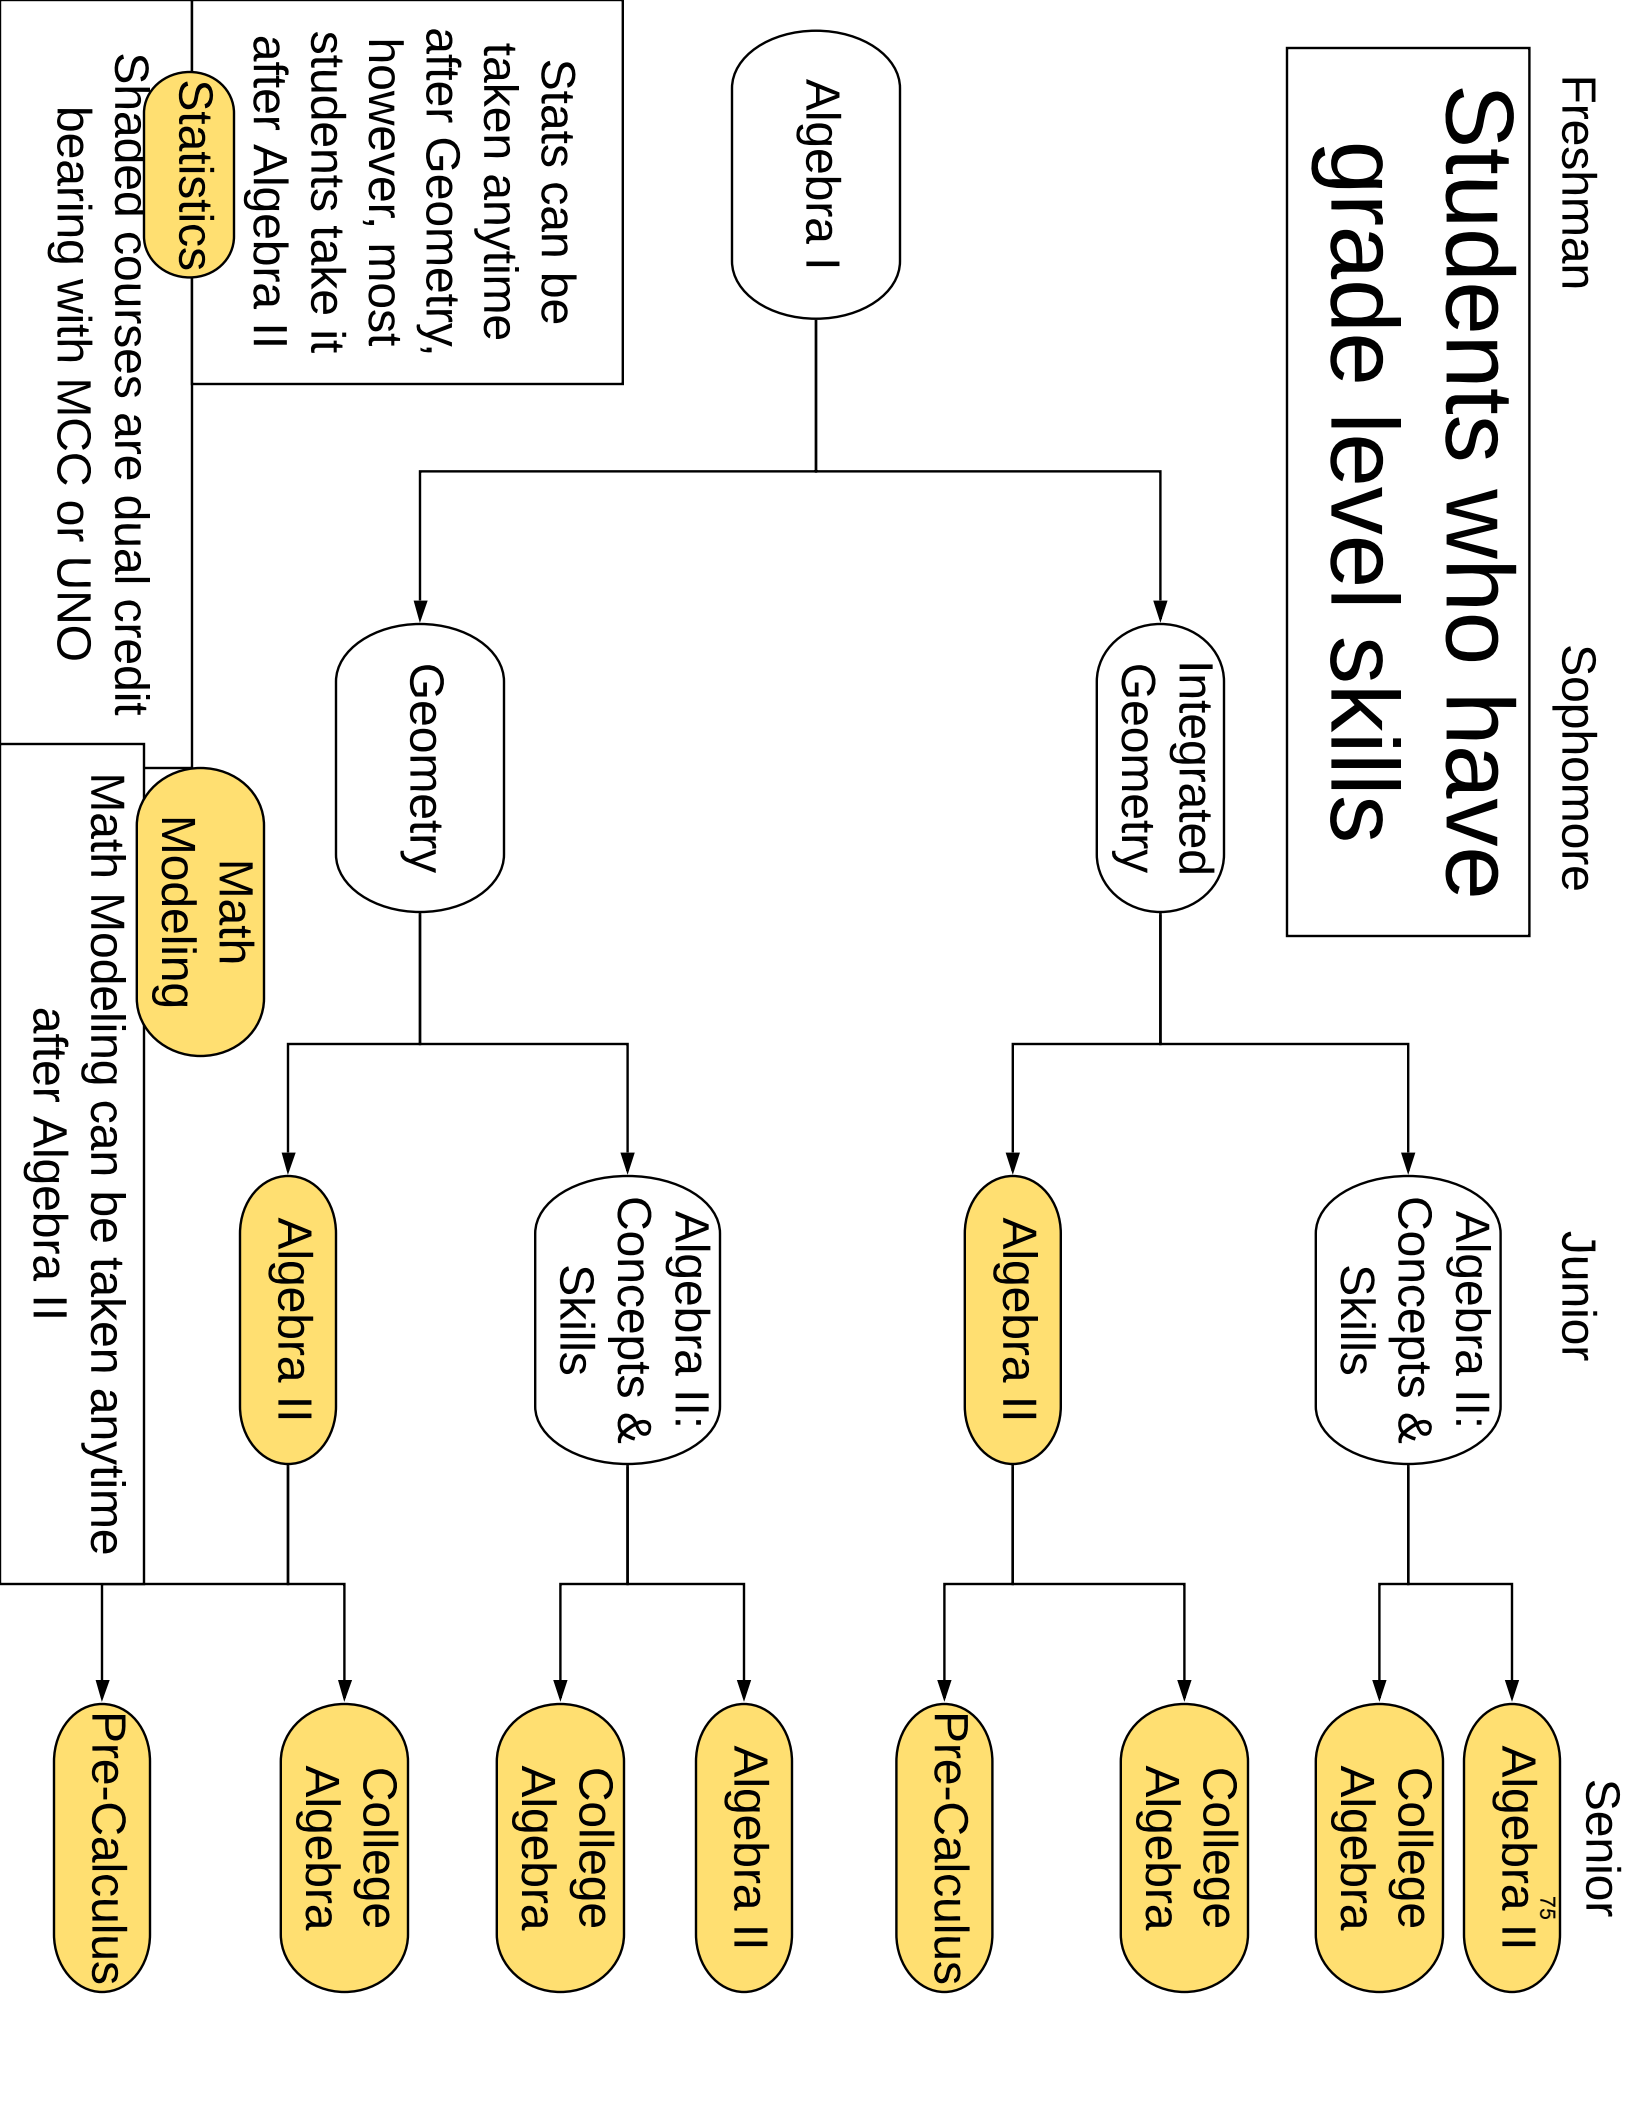 Freshman
Sophomore
Junior
Senior
Students who have
grade level skills
75
Algebra II
Algebra II:
Concepts &
Skills
College
Algebra
Integrated
Geometry
College
Algebra
Algebra II
Pre-Calculus
Algebra I
Algebra II
Algebra II:
Concepts &
Skills
College
Algebra
Geometry
College
Algebra
Algebra II
Pre-Calculus
Stats can be
taken anytime
after Geometry,
however, most
students take it
after Algebra II
Statistics
Math
Modeling
Shaded courses are dual credit
bearing with MCC or UNO
Math Modeling can be taken anytime
after Algebra II